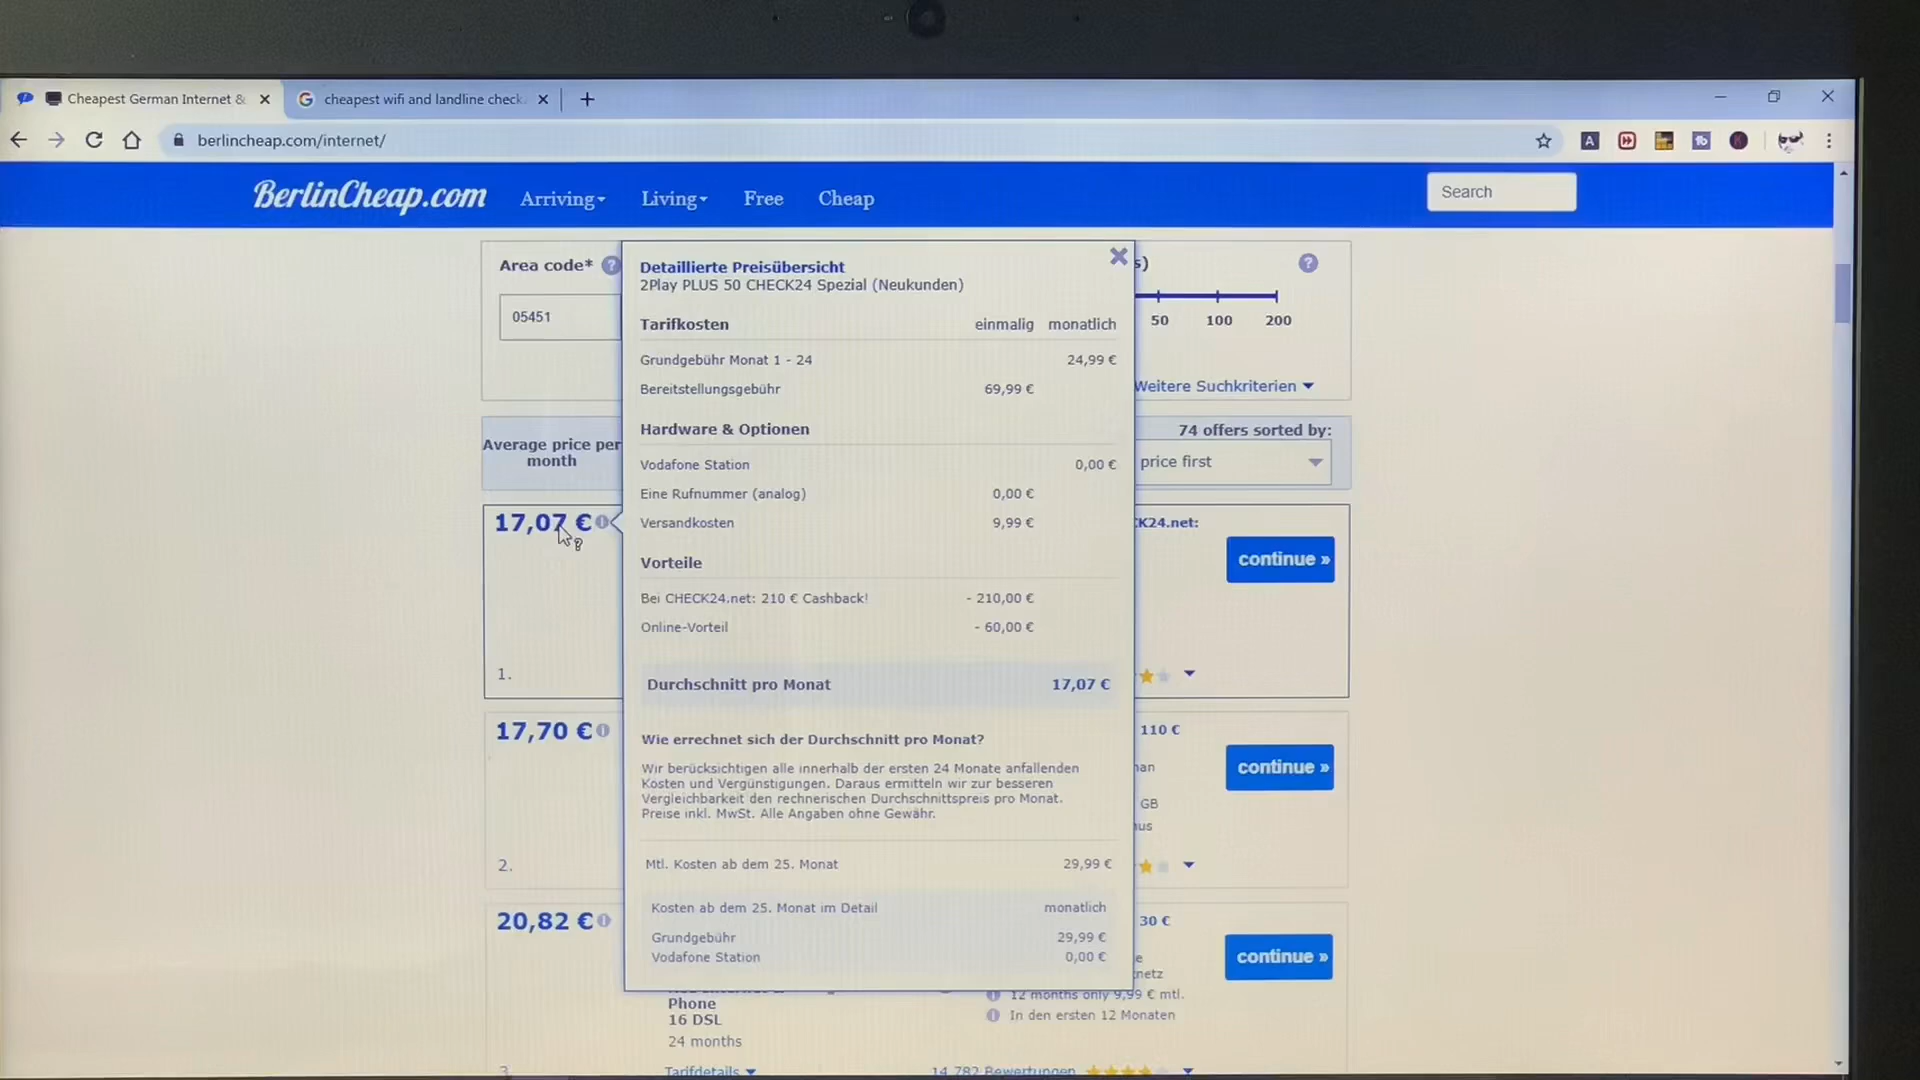 Cheapest German Internet &
cheapest wifi and landline check
berlincheap.com/internet/
BerlinCheap.com
Arriving
Living
Free
Cheap
Search
Area code*
?
s)
?
05451
50 100 200
Weitere Suchkriterien
Average price per
month
74 offers sorted by:
price first
Detaillierte Preisübersicht
2Play PLUS 50 CHECK24 Spezial (Neukunden)
Tarifkosten einmalig monatlich
Grundgebühr Monat 1 - 24 24,99 €
Bereitstellungsgebühr 69,99 €
Hardware & Optionen
Vodafone Station 0,00 €
Eine Rufnummer (analog) 0,00 €
Versandkosten 9,99 €
Vorteile
Bei CHECK24.net: 210 € Cashback! - 210,00 €
Online-Vorteil - 60,00 €
Durchschnitt pro Monat 17,07 €
Wie errechnet sich der Durchschnitt pro Monat?
Wir berücksichtigen alle innerhalb der ersten 24 Monate anfallenden
Kosten und Vergünstigungen. Daraus ermitteln wir zur besseren
Vergleichbarkeit den rechnerischen Durchschnittspreis pro Monat.
Preise inkl. MwSt. Alle Angaben ohne Gewähr.
Mtl. Kosten ab dem 25. Monat 29,99 €
Kosten ab dem 25. Monat im Detail monatlich
Grundgebühr 29,99 €
Vodafone Station 0,00 €
17,07 €
CK24.net:
continue »
1.
17,70 €
110 €
continue »
GB
2.
20,82 €
30 €
continue »
netz
Phone
16 DSL
24 months
12 months only 9,99 € mtl.
In den ersten 12 Monaten
3.
Tarifdetails
14.782 Bewertungen